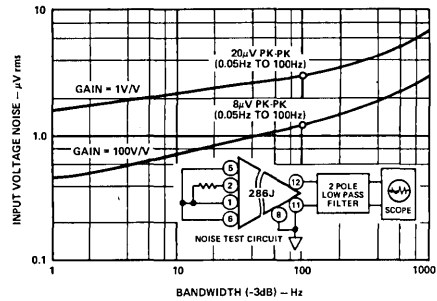 10
20μV PK-PK
(0.05Hz TO 100Hz)
GAIN = 1V/V
8μV PK-PK
(0.05Hz TO 100Hz)
1.0
GAIN = 100V/V
5
2
1
6
286J
12
11
8
2 POLE
LOW PASS
FILTER
SCOPE
NOISE TEST CIRCUIT
0.1
1
10
100
1000
INPUT VOLTAGE NOISE – μV rms
BANDWIDTH (-3dB) – Hz